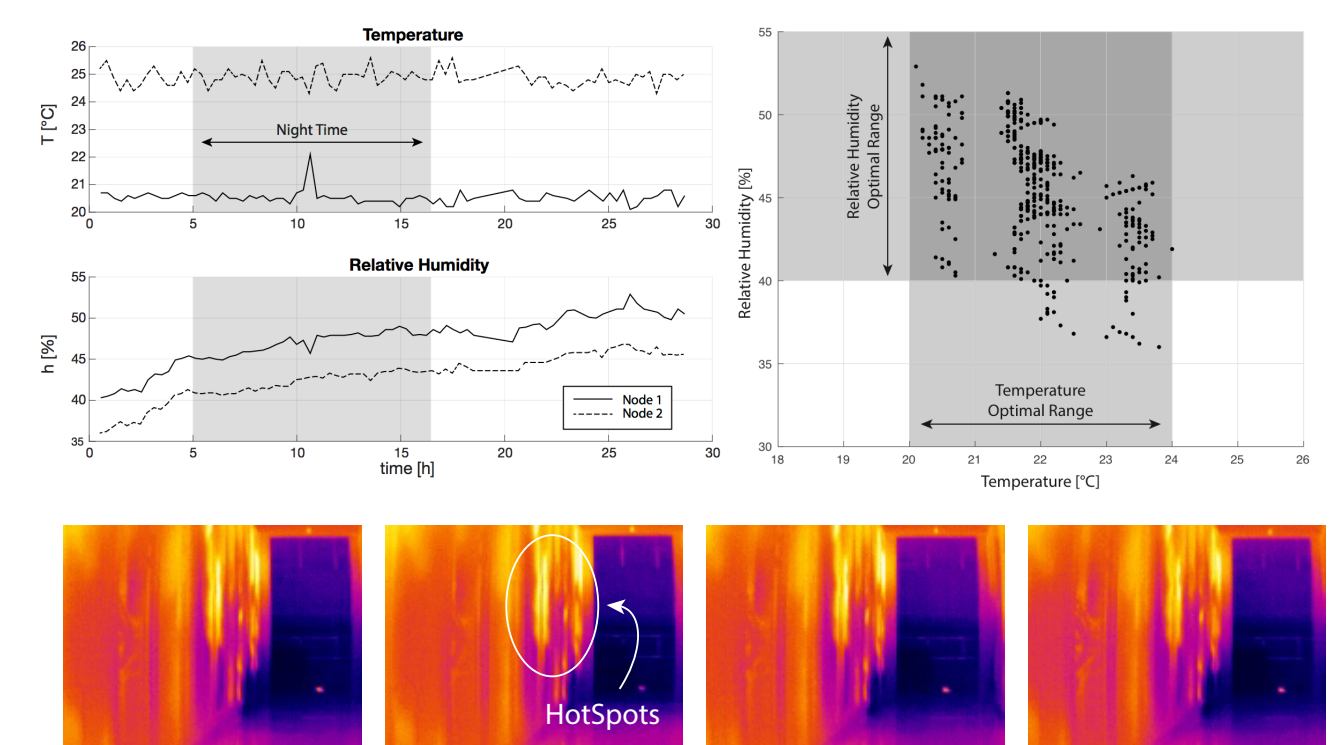 Temperature
26
25
24
23
22
21
20
T [°C]
Night Time
0 5 10 15 20 25 30
Relative Humidity
55
50
45
40
35
h [%]
Node 1
Node 2
0 5 10 15 20 25 30
time [h]
55
50
45
40
35
30
Relative Humidity [%]
Relative Humidity
Optimal Range
Temperature
Optimal Range
18 19 20 21 22 23 24 25 26
Temperature [°C]
HotSpots